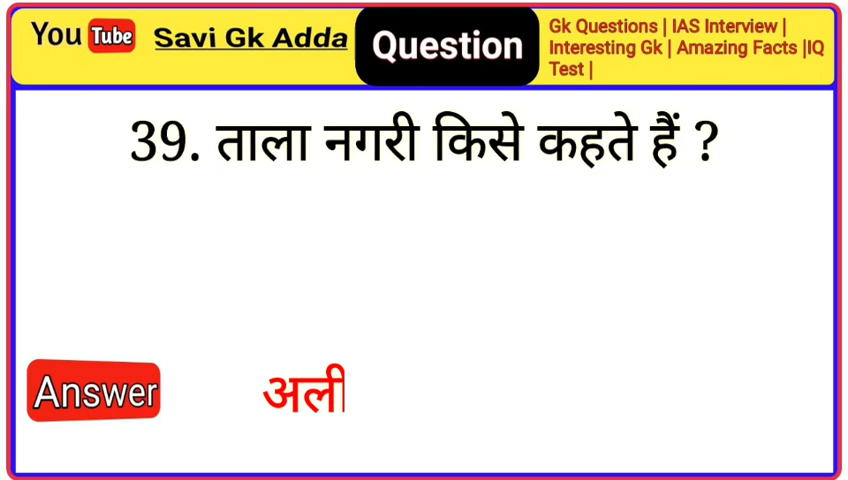 You Tube Savi Gk Adda
Question
Gk Questions | IAS Interview |
Interesting Gk | Amazing Facts |IQ
Test |
39. ताला नगरी किसे कहते हैं ?
Answer
अली